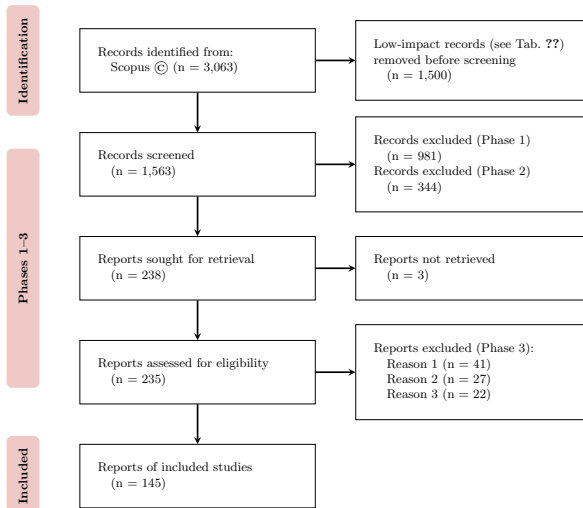 Identification
Records identified from:
Scopus © (n = 3,063)
Low-impact records (see Tab. ??)
removed before screening
(n = 1,500)
Phases 1–3
Records screened
(n = 1,563)
Records excluded (Phase 1)
(n = 981)
Records excluded (Phase 2)
(n = 344)
Reports sought for retrieval
(n = 238)
Reports not retrieved
(n = 3)
Reports assessed for eligibility
(n = 235)
Reports excluded (Phase 3):
Reason 1 (n = 41)
Reason 2 (n = 27)
Reason 3 (n = 22)
Included
Reports of included studies
(n = 145)